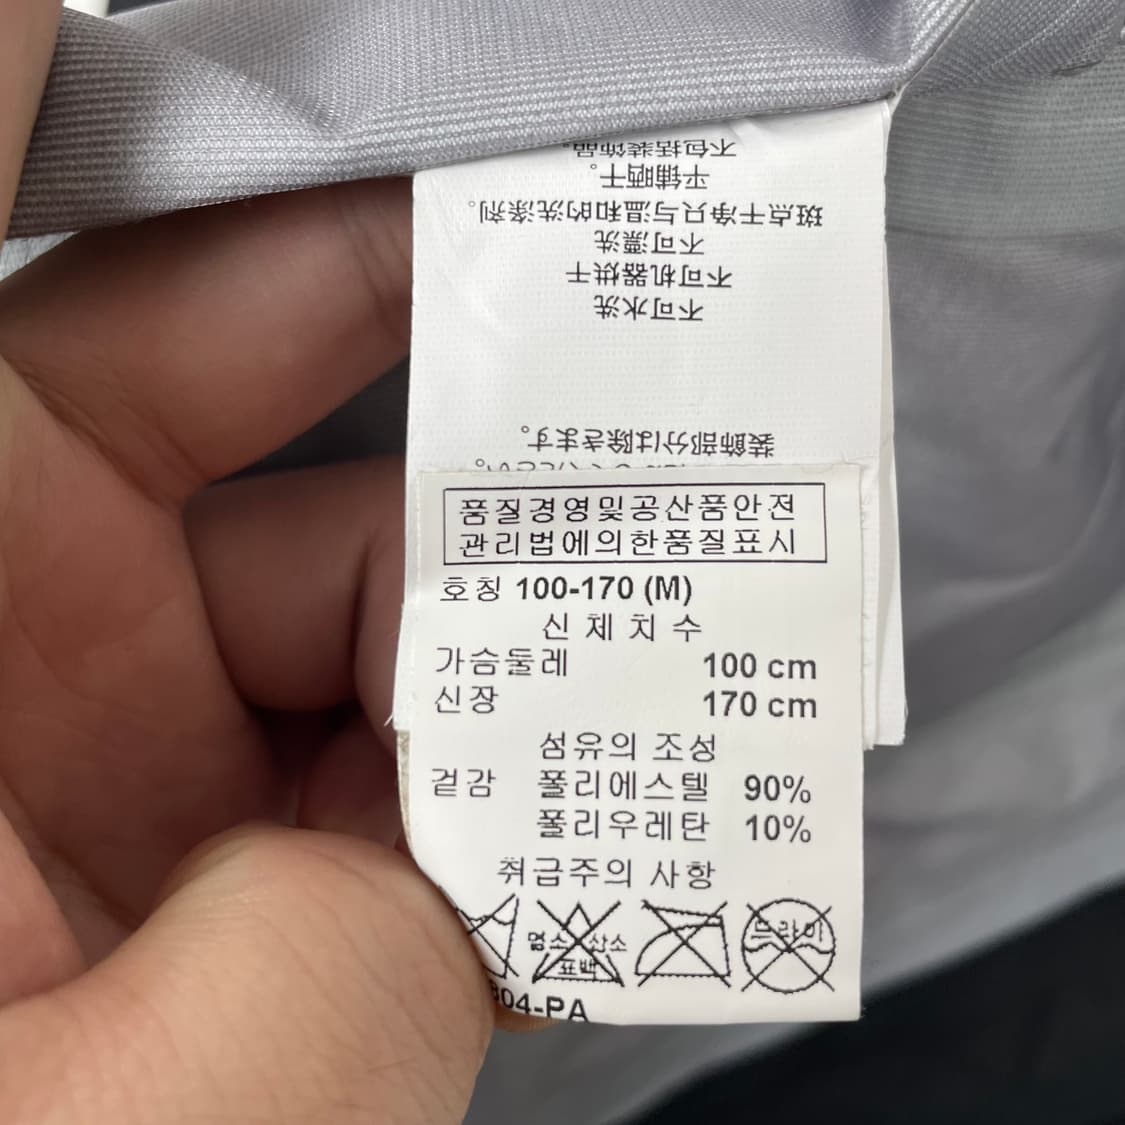 不可水洗
不可机器烘干
不可漂洗
斑点干净只与温和的洗涤剂。
平铺晒干。
不包括装飾品。
装飾部分は除きます。
품질경영및공산품안전
관리법에의한품질표시
호칭 100-170 (M)
신체치수
가슴둘레 100 cm
신장 170 cm
섬유의 조성
겉감 폴리에스텔 90%
폴리우레탄 10%
취급주의 사항
염소 산소
표백
드라이
804-PA